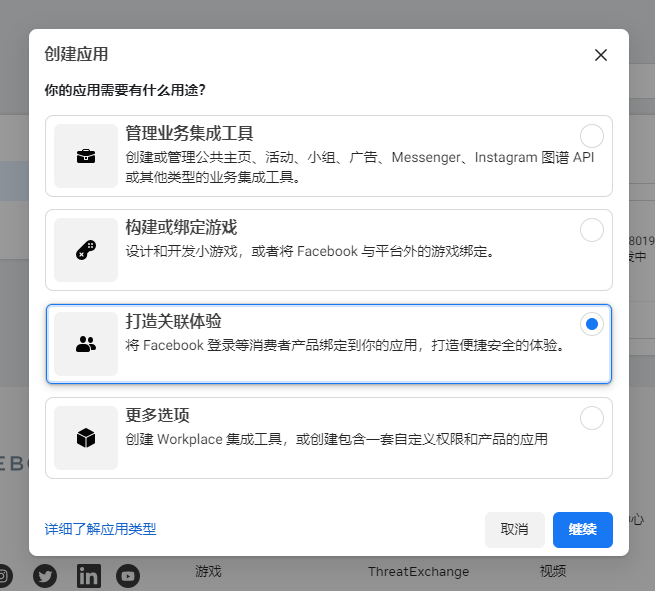 创建应用
你的应用需要有什么用途?
管理业务集成工具
创建或管理公共主页、活动、小组、广告、Messenger、Instagram 图谱 API
或其他类型的业务集成工具。
构建或绑定游戏
设计和开发小游戏，或者将 Facebook 与平台外的游戏绑定。
8019
发中
打造关联体验
将 Facebook 登录等消费者产品绑定到你的应用，打造便捷安全的体验。
更多选项
创建 Workplace 集成工具，或创建包含一套自定义权限和产品的应用
EBO
详细了解应用类型
取消
继续
中心
游戏
ThreatExchange
视频